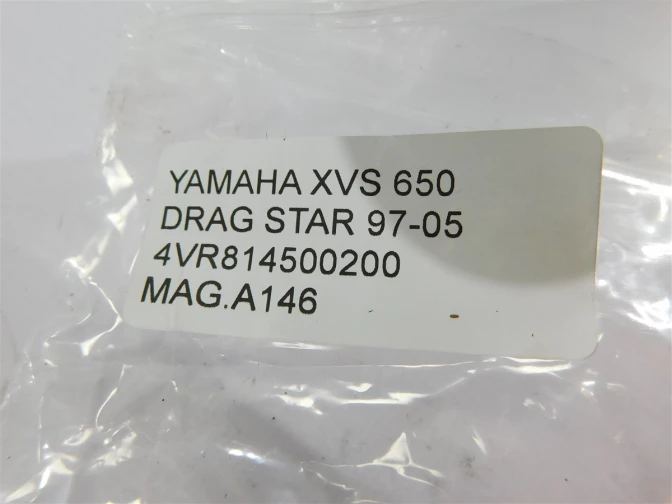 YAMAHA XVS 650
DRAG STAR 97-05
4VR814500200
MAG.A146